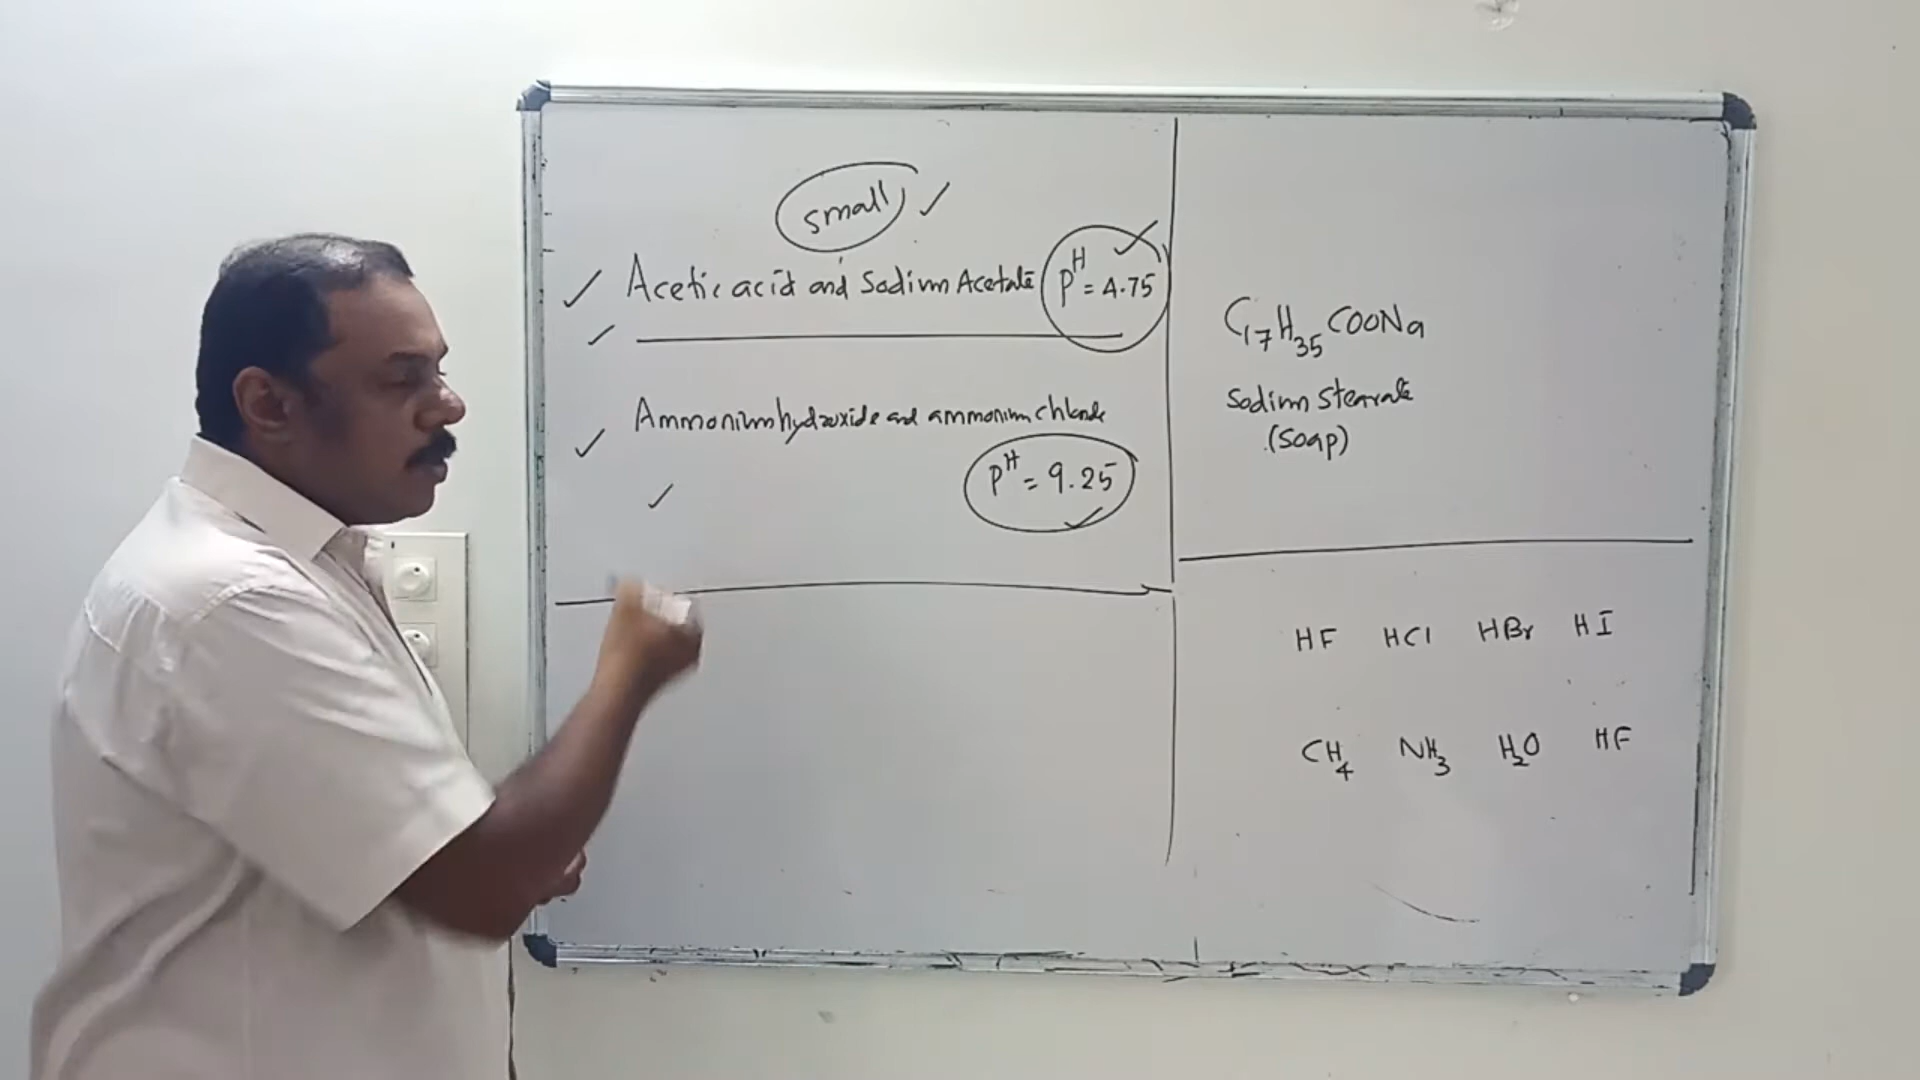 small
Acetic acid and Sodium Acetate pH = 4.75
Ammonium hydroxide and ammonium chloride
pH = 9.25
C17H35COONa
Sodium Stearate
(Soap)
HF HCl HBr HI
CH4 NH3 H2O HF